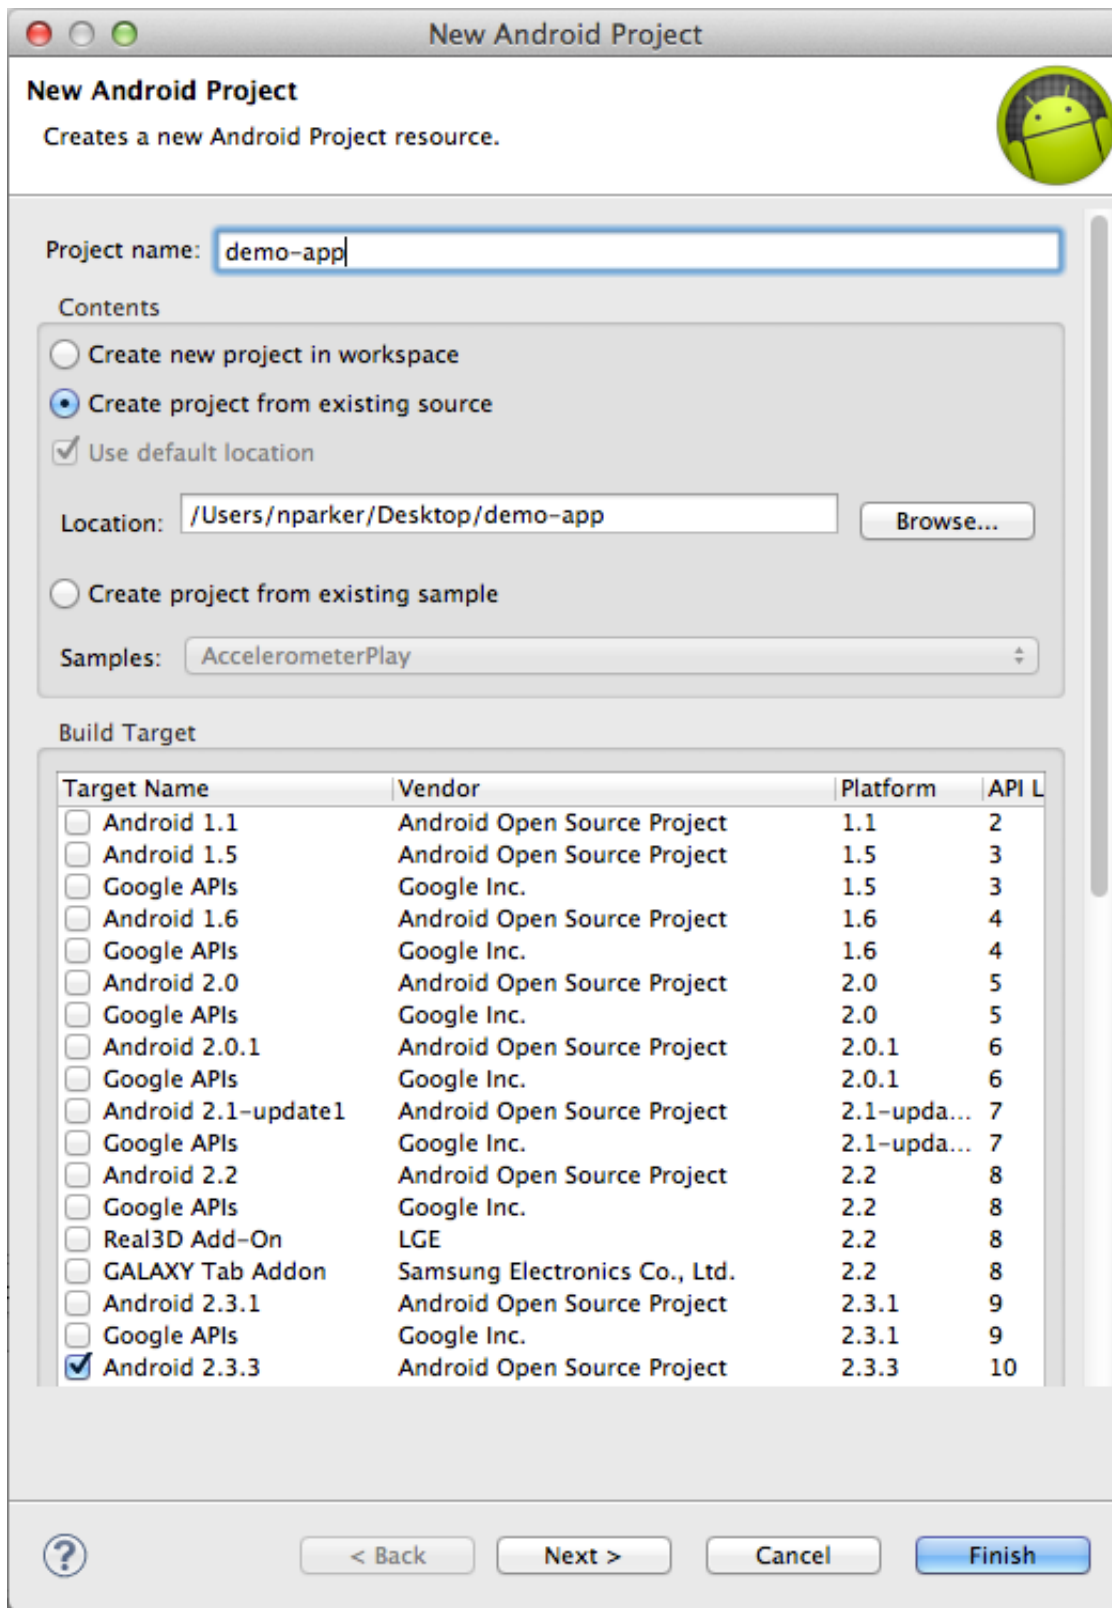 New Android Project
New Android Project
Creates a new Android Project resource.
Project name: demo-app
Contents
Create new project in workspace
Create project from existing source
Use default location
Location: /Users/nparker/Desktop/demo-app Browse...
Create project from existing sample
Samples: AccelerometerPlay
Build Target
Target Name Vendor Platform API L
Android 1.1 Android Open Source Project 1.1 2
Android 1.5 Android Open Source Project 1.5 3
Google APIs Google Inc. 1.5 3
Android 1.6 Android Open Source Project 1.6 4
Google APIs Google Inc. 1.6 4
Android 2.0 Android Open Source Project 2.0 5
Google APIs Google Inc. 2.0 5
Android 2.0.1 Android Open Source Project 2.0.1 6
Google APIs Google Inc. 2.0.1 6
Android 2.1-update1 Android Open Source Project 2.1-upda... 7
Google APIs Google Inc. 2.1-upda... 7
Android 2.2 Android Open Source Project 2.2 8
Google APIs Google Inc. 2.2 8
Real3D Add-On LGE 2.2 8
GALAXY Tab Addon Samsung Electronics Co., Ltd. 2.2 8
Android 2.3.1 Android Open Source Project 2.3.1 9
Google APIs Google Inc. 2.3.1 9
Android 2.3.3 Android Open Source Project 2.3.3 10
? < Back Next > Cancel Finish